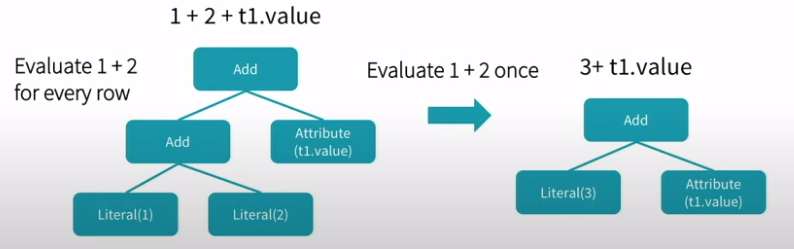 1 + 2 + t1.value
Evaluate 1 + 2
for every row
Add
Add
Attribute
(t1.value)
Literal(1)
Literal(2)
Evaluate 1 + 2 once
3+ t1.value
Add
Literal(3)
Attribute
(t1.value)